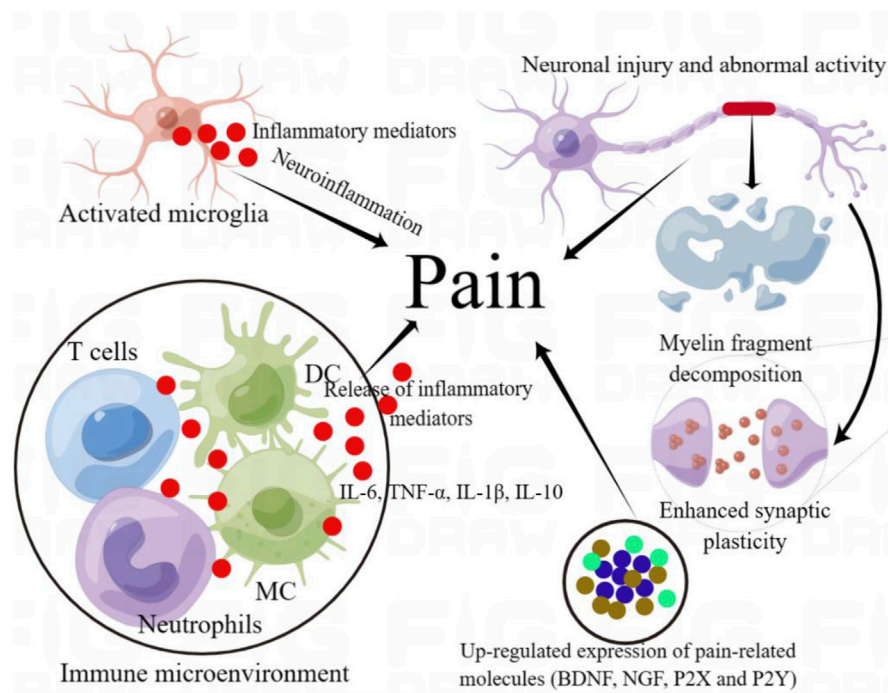 Neuronal injury and abnormal activity
Inflammatory mediators
Neuroinflammation
Activated microglia
Pain
Myelin fragment
decomposition
T cells
DC
Release of inflammatory
mediators
IL-6, TNF-α, IL-1β, IL-10
Enhanced synaptic
plasticity
MC
Neutrophils
Immune microenvironment
Up-regulated expression of pain-related
molecules (BDNF, NGF, P2X and P2Y)
FIG
DRAW